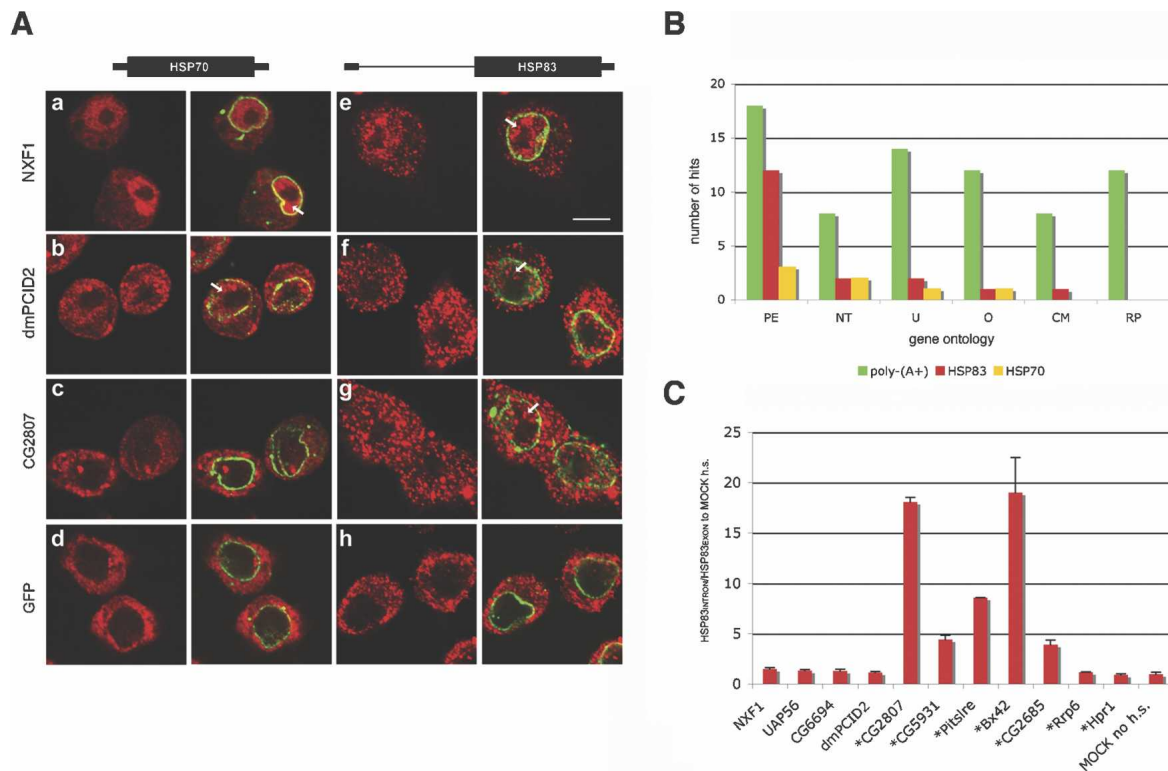 A
HSP70
HSP83
a
e
NXF1
b
f
dmPCID2
c
g
CG2807
d
h
GFP
B
20
15
10
5
0
number of hits
PE NT U O CM RP
gene ontology
poly-(A+) HSP83 HSP70
C
25
20
15
10
5
0
HSP83INTRON/HSP83EXON to MOCK h.s.
NXF1
UAP56
CG6694
dmPCID2
*CG2807
*CG5931
*Pitslre
*Bx42
*CG2685
*Rrp6
*Hpr1
MOCK no h.s.